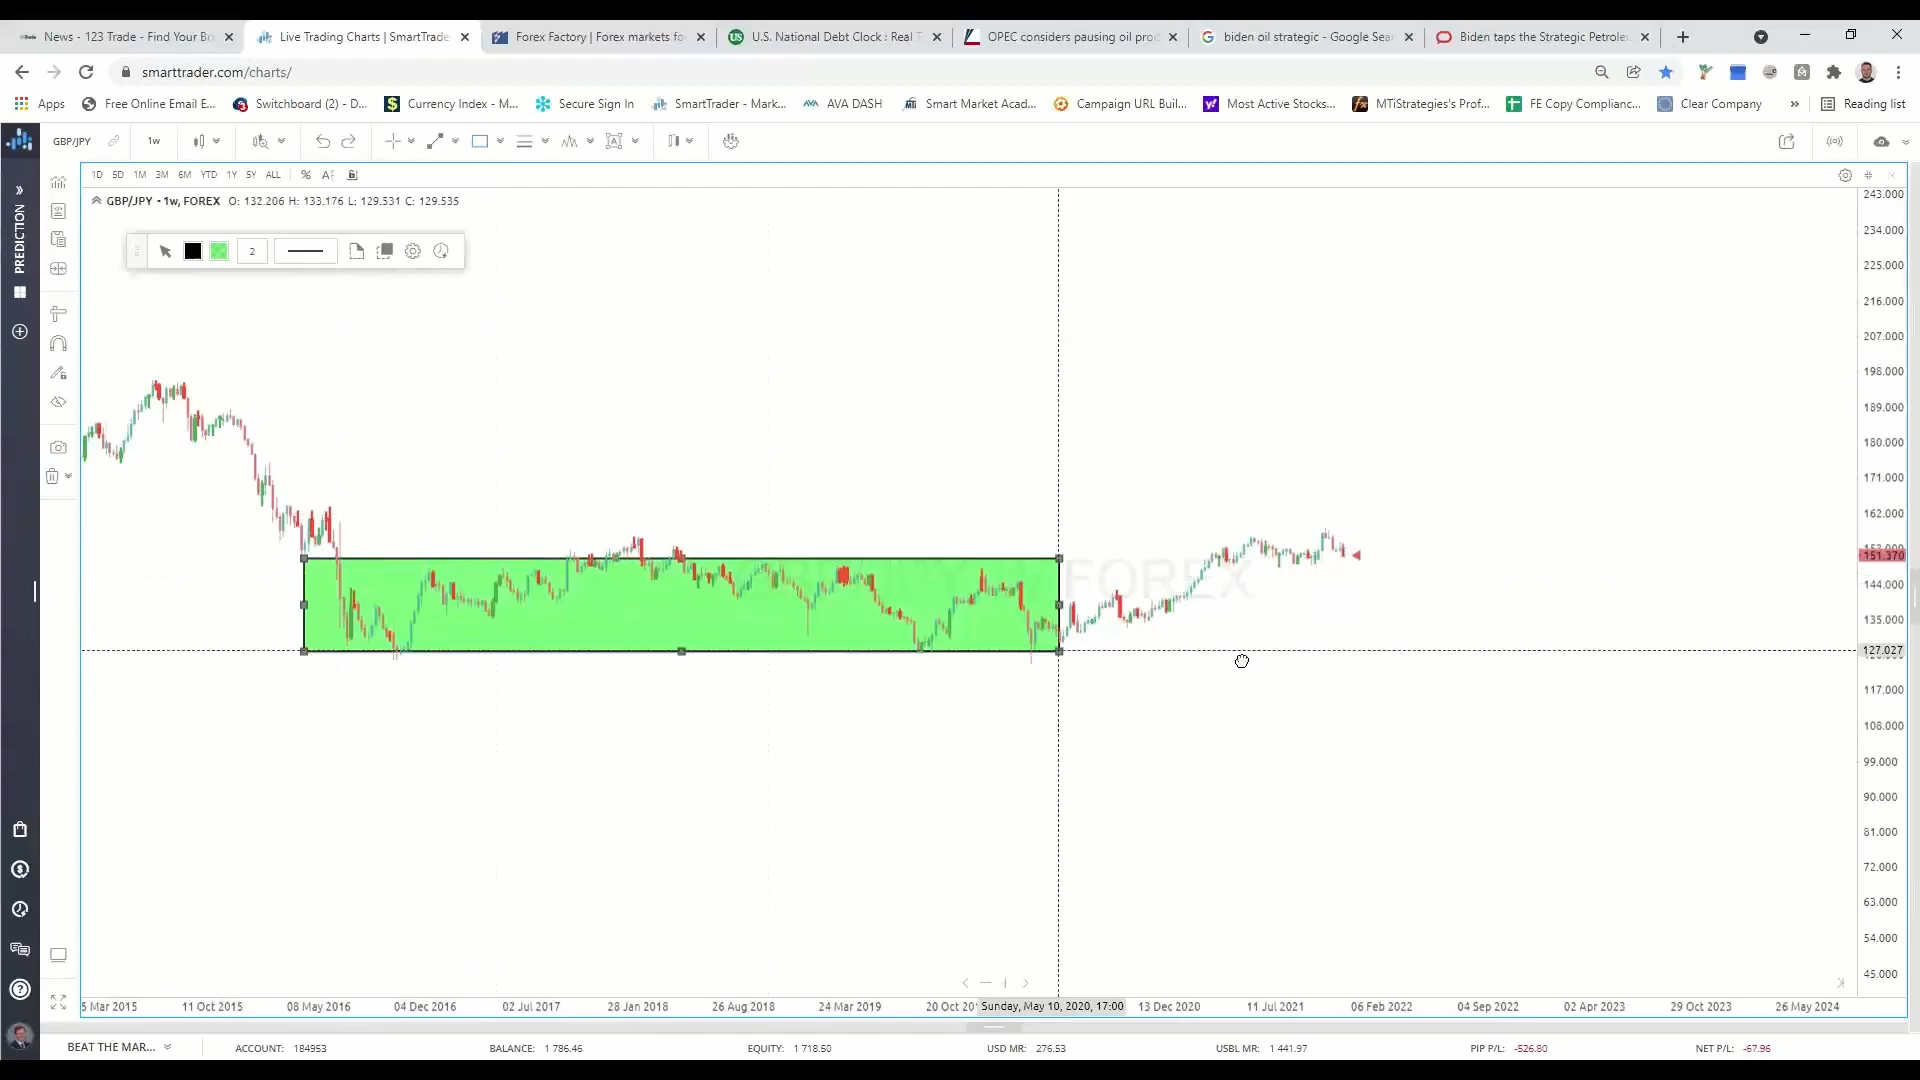 News - 123 Trade - Find Your Br
Live Trading Charts | SmartTrade
Forex Factory | Forex markets fo
U.S. National Debt Clock : Real T
OPEC considers pausing oil prod
biden oil strategic - Google Sear
Biden taps the Strategic Petroleu
smarttrader.com/charts/
Apps
Free Online Email E...
Switchboard (2) - D...
Currency Index - M...
Secure Sign In
SmartTrader - Mark...
AVA DASH
Smart Market Acad...
Campaign URL Buil...
Most Active Stocks...
MTiStrategies's Prof...
FE Copy Complianc...
Clear Company
»
Reading list
GBP/JPY
1w
1D 5D 1M 3M 6M YTD 1Y 5Y ALL %
GBP/JPY - 1w, FOREX O: 132.206 H: 133.176 L: 129.531 C: 129.535
2
PREDICTION
FOREX
243.000
234.000
225.000
216.000
207.000
198.000
189.000
180.000
171.000
162.000
151.370
144.000
135.000
127.027
117.000
108.000
99.000
90.000
81.000
72.000
63.000
54.000
45.000
5 Mar 2015 11 Oct 2015 08 May 2016 04 Dec 2016 02 Jul 2017 28 Jan 2018 26 Aug 2018 24 Mar 2019 20 Oct 201 Sunday, May 10, 2020, 17:00 13 Dec 2020 11 Jul 2021 06 Feb 2022 04 Sep 2022 02 Apr 2023 29 Oct 2023 26 May 2024
BEAT THE MAR... ACCOUNT: 184953 BALANCE: 1 786.46 EQUITY: 1 718.50 USD MR: 276.53 USBL MR: 1 441.97 PIP P/L: -526.80 NET P/L: -67.96